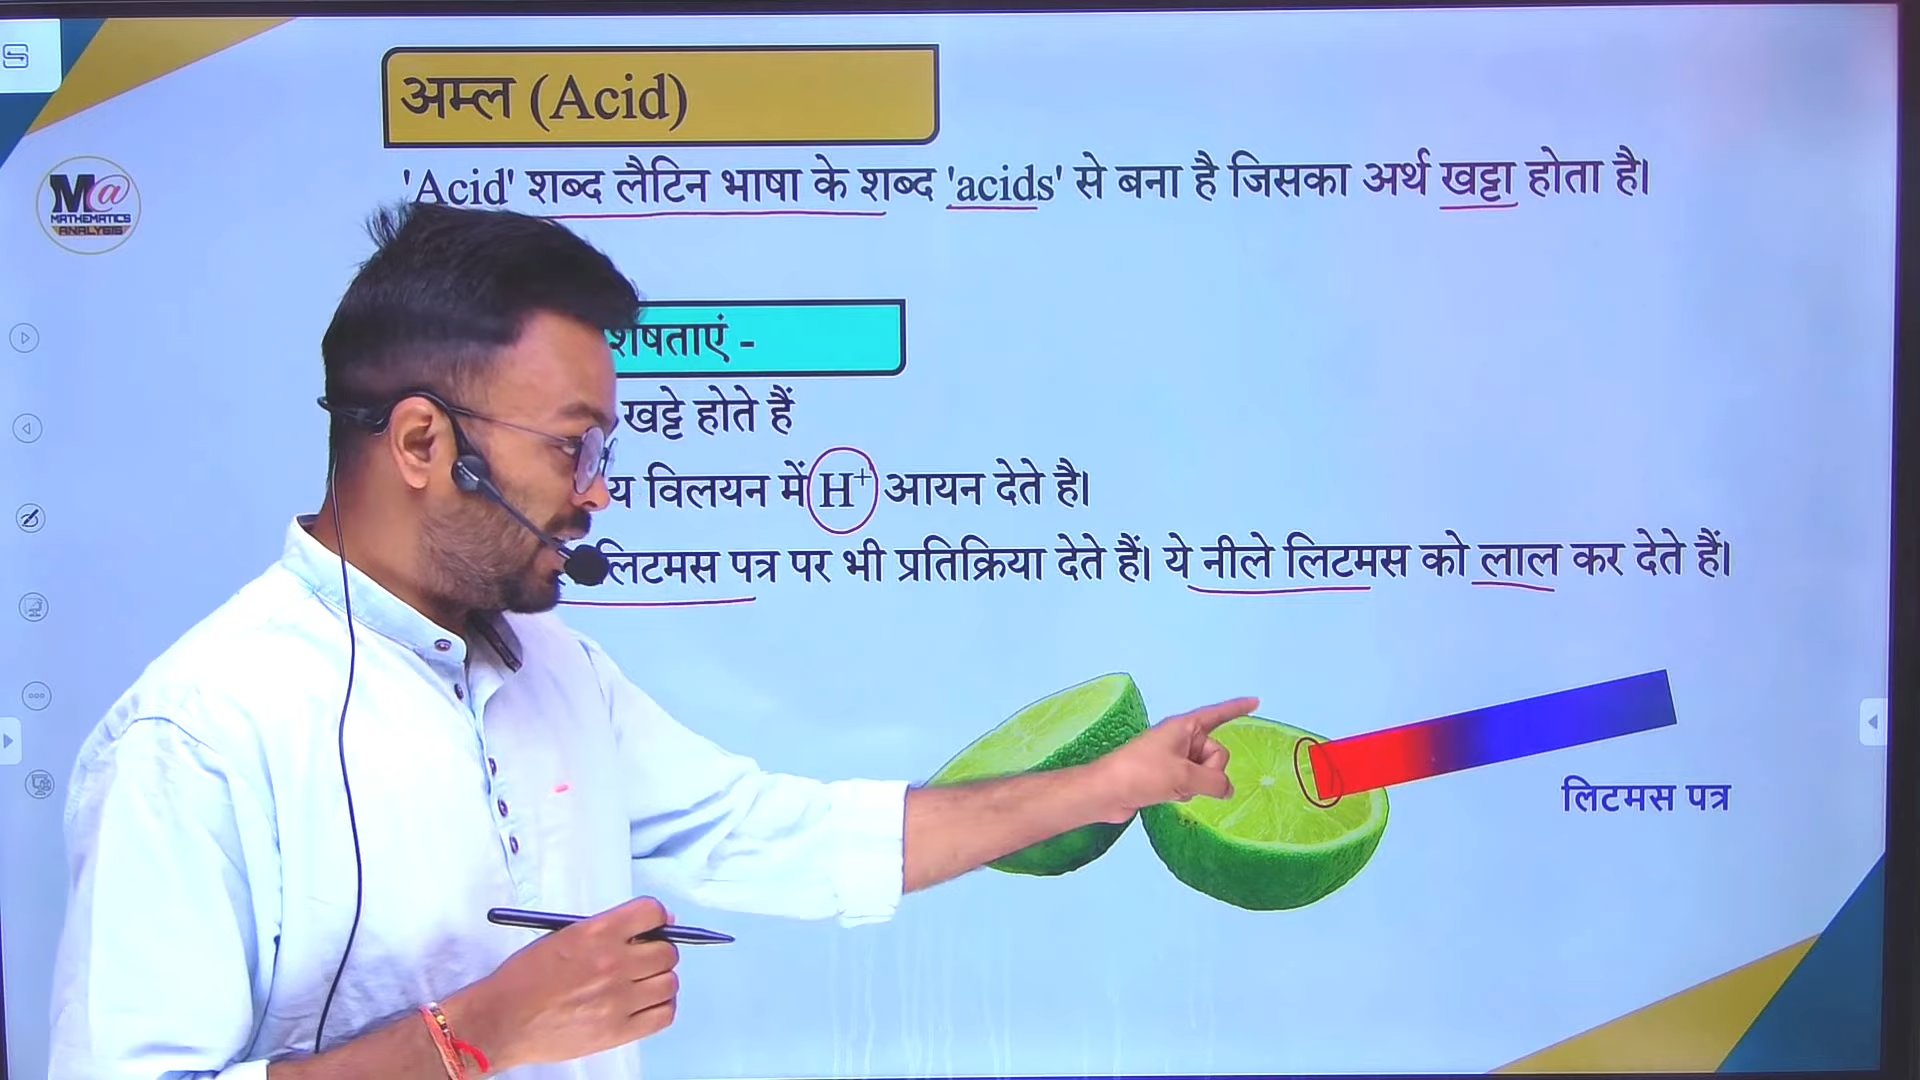 अम्ल (Acid)
'Acid' शब्द लैटिन भाषा के शब्द 'acids' से बना है जिसका अर्थ खट्टा होता है।
M@
MATHEMATICS
ANALYSIS
खट्टे होते हैं
विलयन में H⁺ आयन देते है।
लिटमस पत्र पर भी प्रतिक्रिया देते हैं। ये नीले लिटमस को लाल कर देते हैं।
लिटमस पत्र